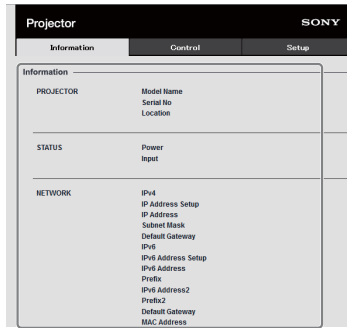 Projector SONY
Information Control Setup
Information
PROJECTOR Model Name
Serial No
Location
STATUS Power
Input
NETWORK IPv4
IP Address Setup
IP Address
Subnet Mask
Default Gateway
IPv6
IPv6 Address Setup
IPv6 Address
Prefix
IPv6 Address2
Prefix2
Default Gateway
MAC Address